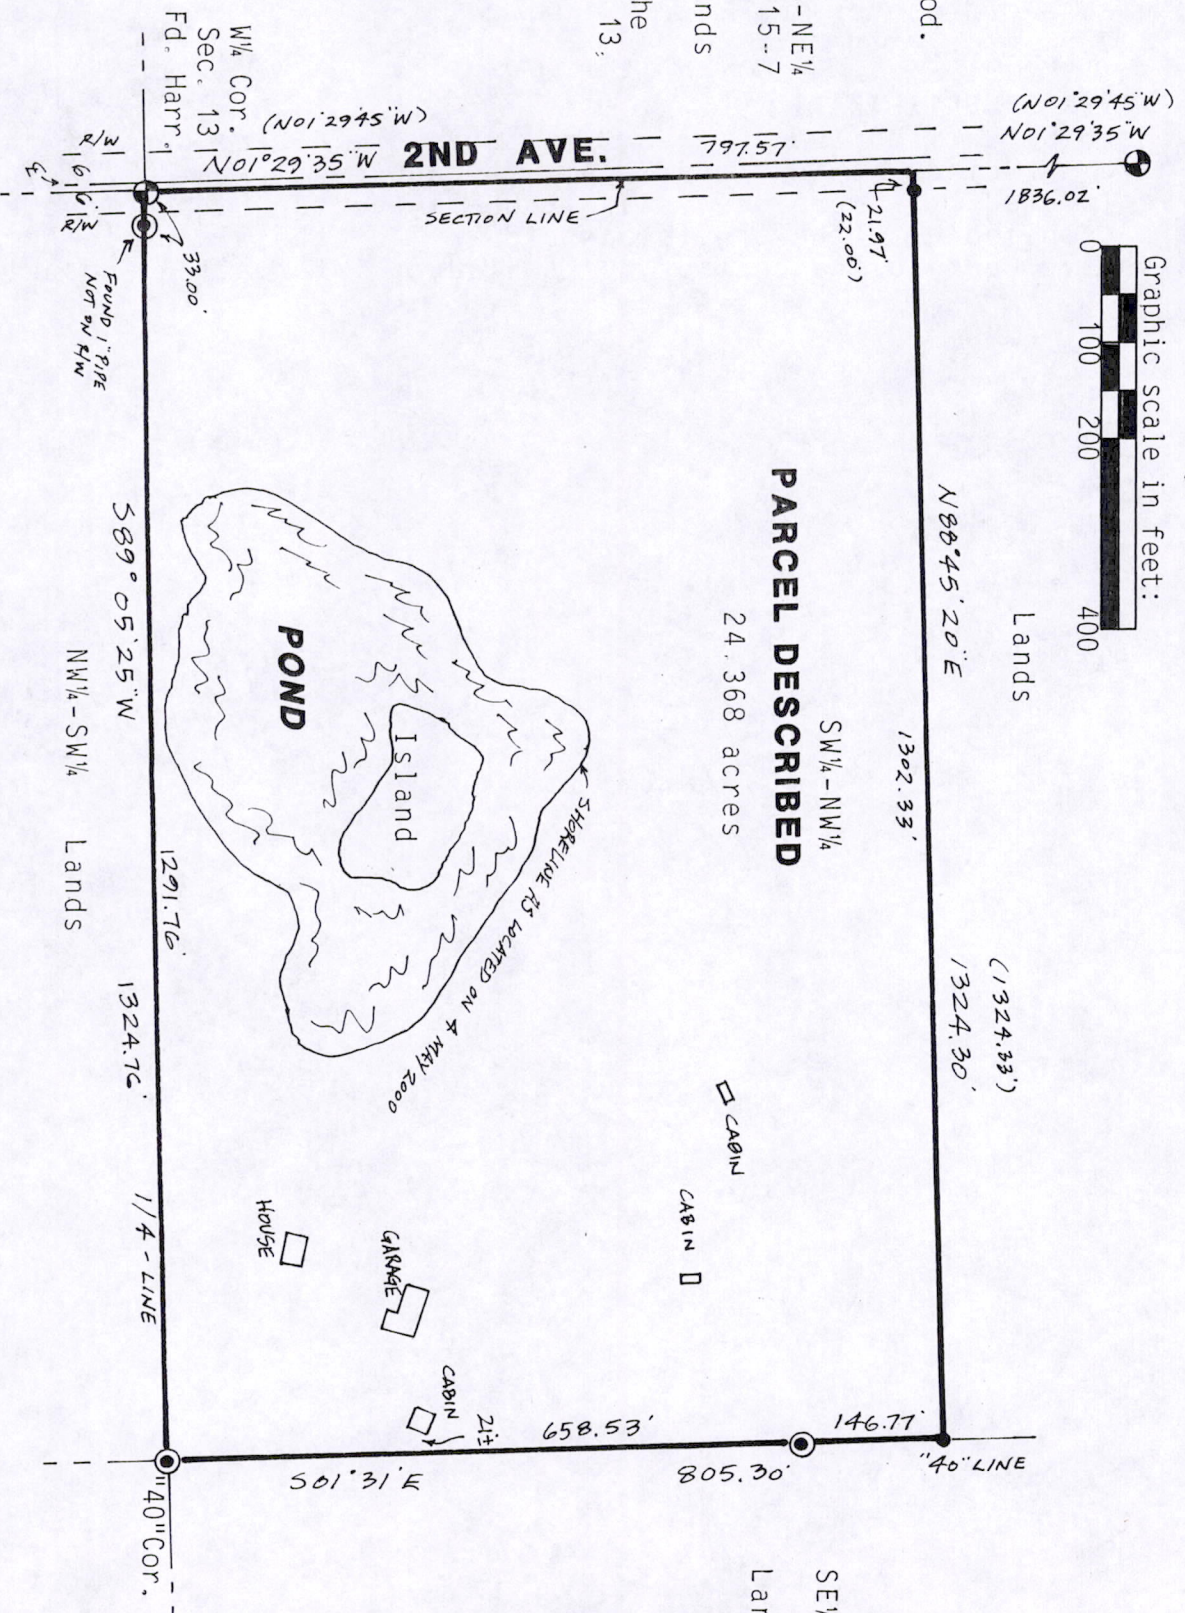 od.
-NE¼
15--7
nds
he
13,
W¼ Cor.
Sec. 13
Fd. Harr.
(N01°29'45"W)
N01°29'35"W
1836.02'
R/W
(N01°29'45"W)
N01°29'35"W
2ND AVE.
797.57'
SECTION LINE
21.97'
(22.00')
R/W
33.00'
FOUND 1" PIPE
NOT ON R/W
Graphic scale in feet:
0 100 200 400
Lands
N88°45'20"E
1302.33'
(1324.33')
1324.30'
SW¼-NW¼
PARCEL DESCRIBED
24.368 acres
POND
Island
SHORELINE AS LOCATED ON 4 MAY 2000
S89°05'25"W
1291.76'
1324.76'
1/4-LINE
NW¼-SW¼ Lands
CABIN
CABIN
HOUSE
GARAGE
CABIN
21±
658.53'
146.77'
S01°31'E
805.30'
"40" LINE
"40" Cor.